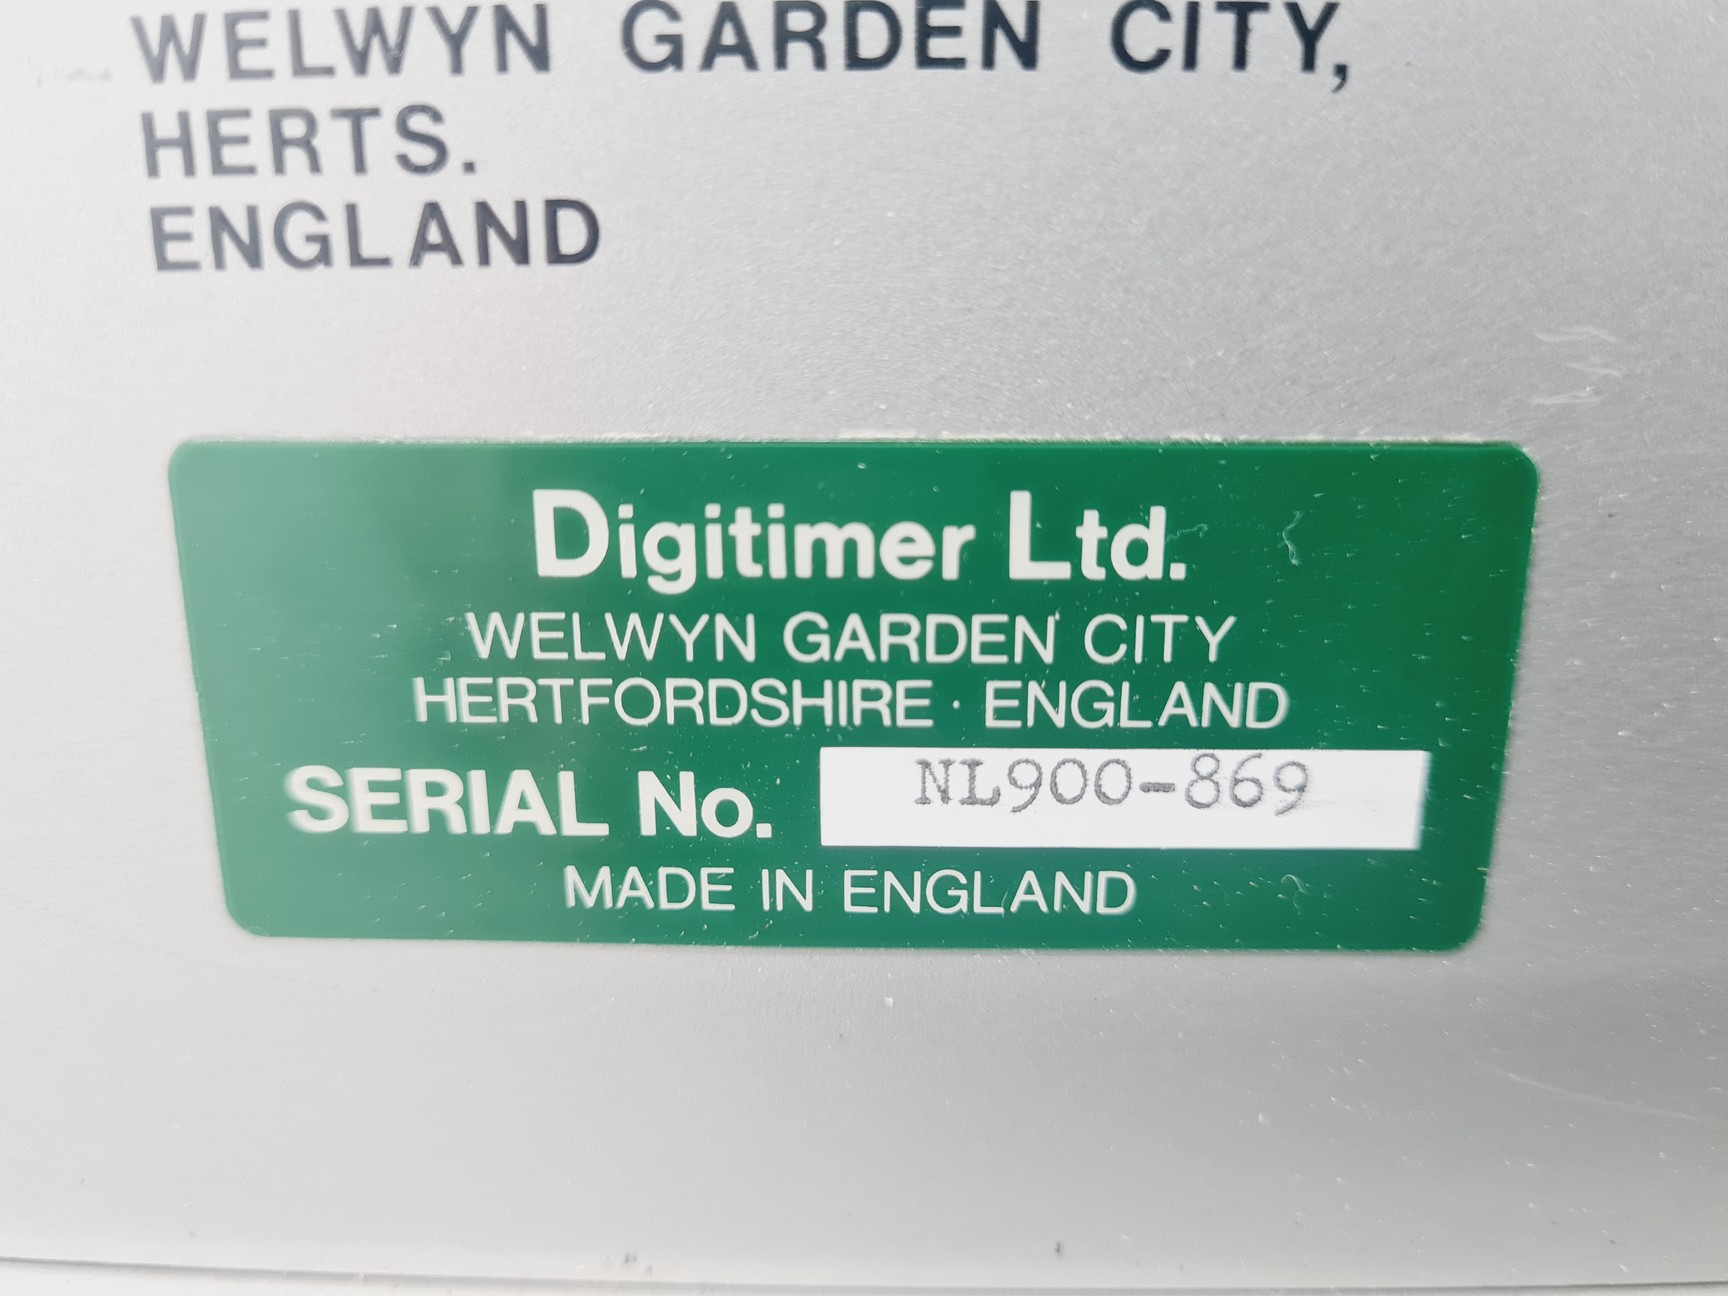 WELWYN GARDEN CITY,
HERTS.
ENGLAND
Digitimer Ltd.
WELWYN GARDEN CITY
HERTFORDSHIRE · ENGLAND
SERIAL No. NL900-869
MADE IN ENGLAND